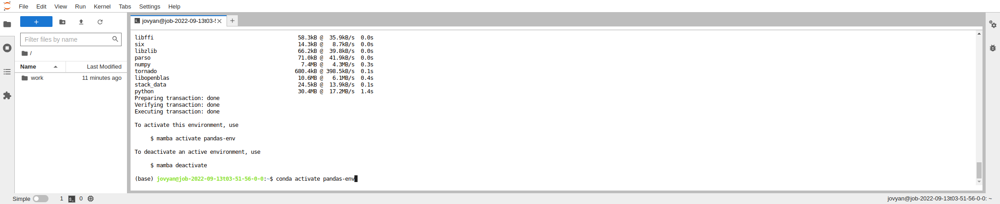 File Edit View Run Kernel Tabs Settings Help
jovyan@job-2022-09-13t03-5
Filter files by name
/
Name Last Modified
work 11 minutes ago
libffi 58.3kB @ 35.9kB/s 0.0s
six 14.3kB @ 8.7kB/s 0.0s
libzlib 66.2kB @ 39.8kB/s 0.0s
parso 71.0kB @ 41.9kB/s 0.0s
numpy 7.4MB @ 4.3MB/s 0.3s
tornado 680.4kB @ 398.5kB/s 0.1s
libopenblas 10.6MB @ 6.1MB/s 0.4s
stack_data 24.5kB @ 13.9kB/s 0.1s
python 30.4MB @ 17.2MB/s 1.4s
Preparing transaction: done
Verifying transaction: done
Executing transaction: done
To activate this environment, use
$ mamba activate pandas-env
To deactivate an active environment, use
$ mamba deactivate
(base) jovyan@job-2022-09-13t03-51-56-0-0:~$ conda activate pandas-env
Simple 1 $_ 0 jovyan@job-2022-09-13t03-51-56-0-0: ~